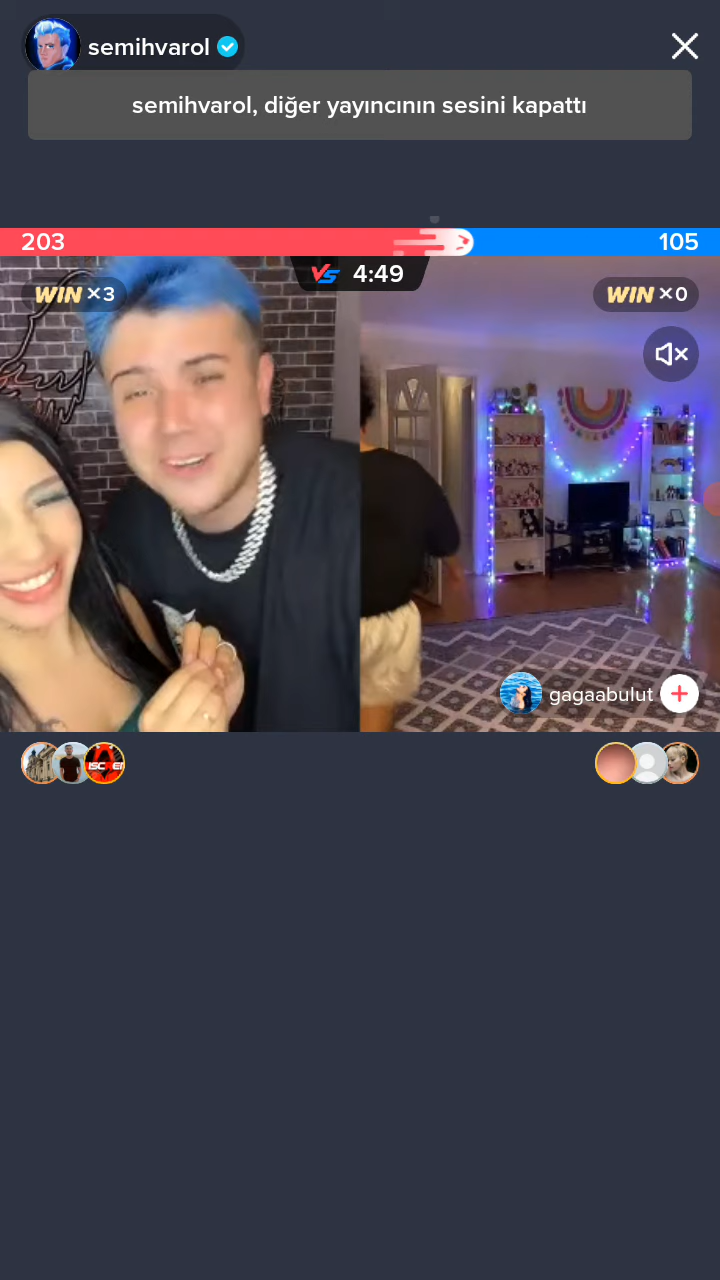 semihvarol
semihvarol, diğer yayıncının sesini kapattı
203
105
VS 4:49
WIN ×3
WIN ×0
gagaabulut